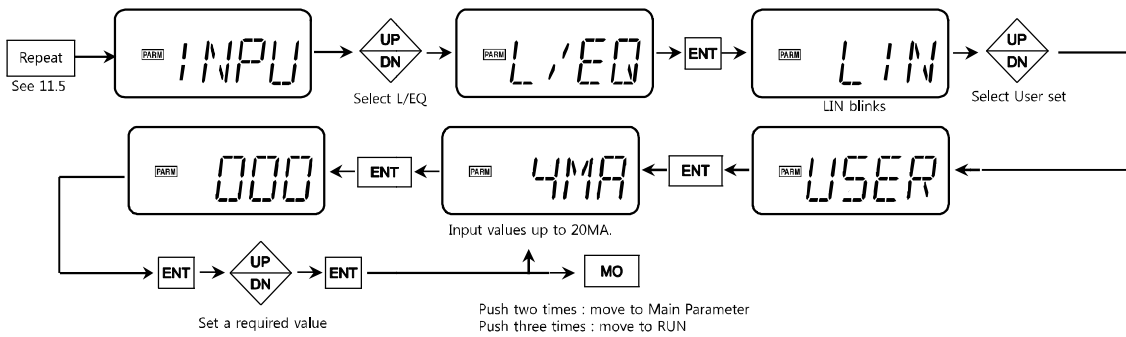 Repeat
See 11.5
PARM INPU
UP
DN
Select L/EQ
PARM L/EQ
ENT
PARM LIN
LIN blinks
UP
DN
Select User set
PARM 000
ENT
PARM 4MA
Input values up to 20MA.
ENT
PARM USER
ENT
UP
DN
Set a required value
ENT
MO
Push two times : move to Main Parameter
Push three times : move to RUN